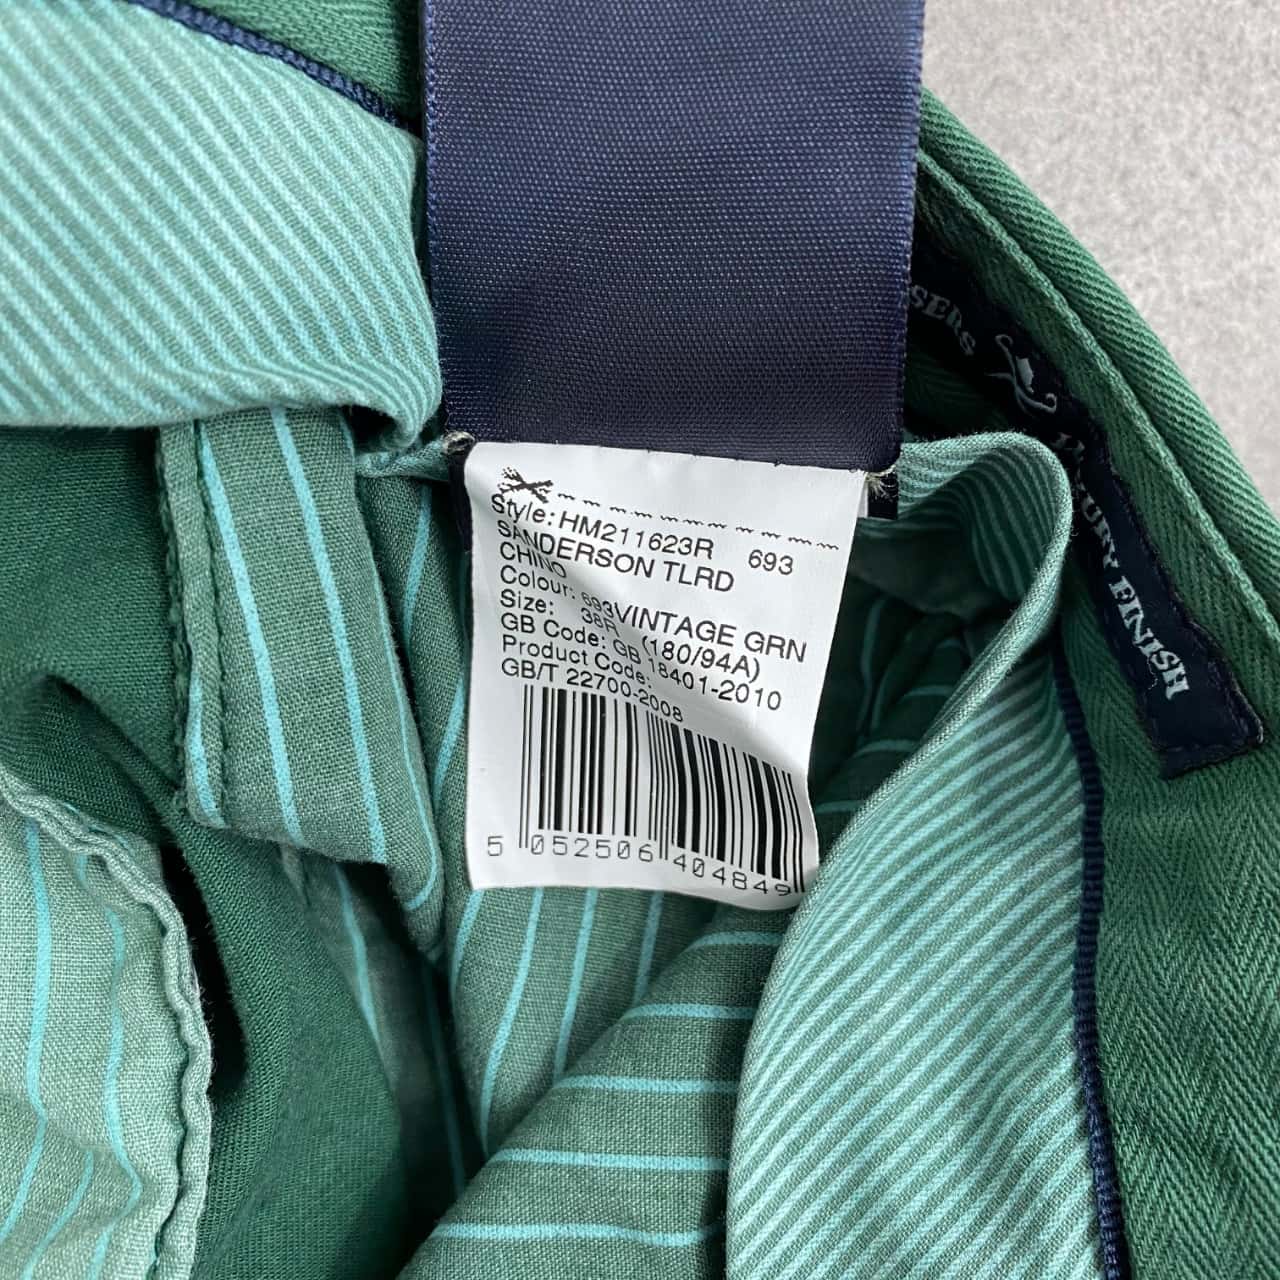 Style: HM211623R 693
SANDERSON TLRD
CHINO
Colour: 693VINTAGE GRN
Size: 38R (180/94A)
GB Code: GB 18401-2010
Product Code:
GB/T 22700-2008
5 052506 404849
SERS
LUXURY FINISH